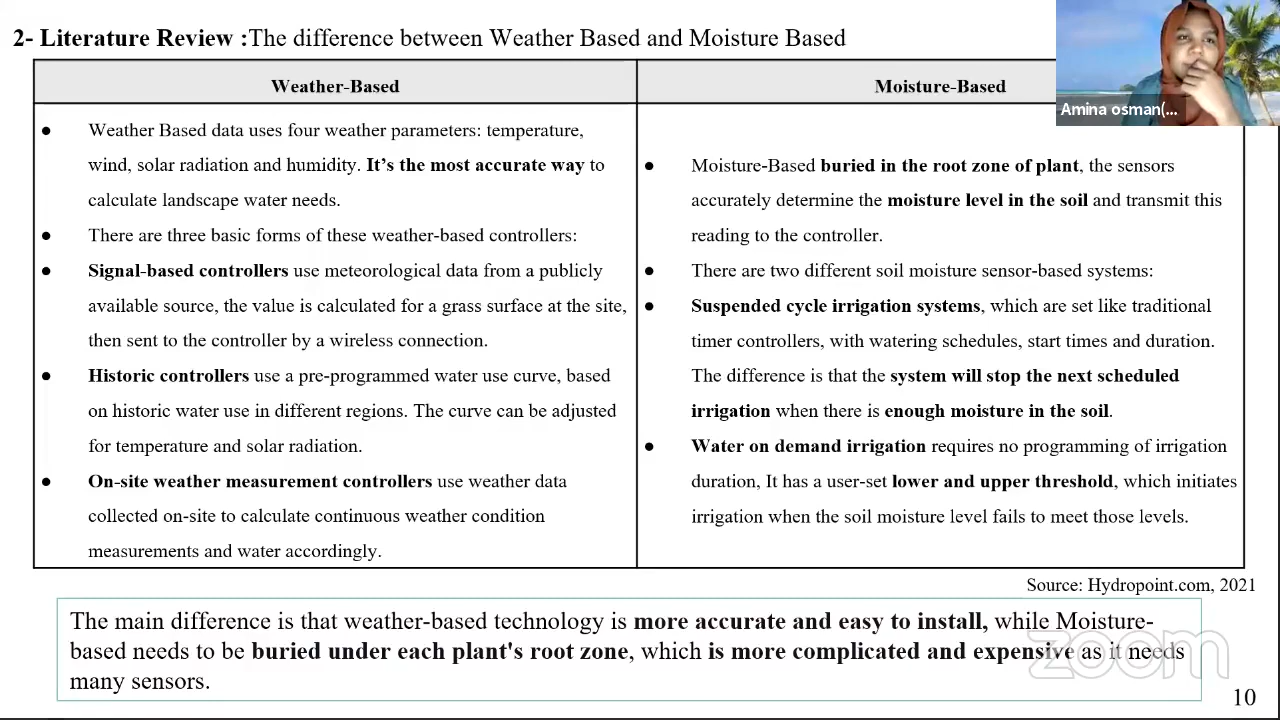 2- Literature Review :The difference between Weather Based and Moisture Based
Weather-Based
● Weather Based data uses four weather parameters: temperature,
wind, solar radiation and humidity. It’s the most accurate way to
calculate landscape water needs.
● There are three basic forms of these weather-based controllers:
● Signal-based controllers use meteorological data from a publicly
available source, the value is calculated for a grass surface at the site,
then sent to the controller by a wireless connection.
● Historic controllers use a pre-programmed water use curve, based
on historic water use in different regions. The curve can be adjusted
for temperature and solar radiation.
● On-site weather measurement controllers use weather data
collected on-site to calculate continuous weather condition
measurements and water accordingly.
Moisture-Based
● Moisture-Based buried in the root zone of plant, the sensors
accurately determine the moisture level in the soil and transmit this
reading to the controller.
● There are two different soil moisture sensor-based systems:
● Suspended cycle irrigation systems, which are set like traditional
timer controllers, with watering schedules, start times and duration.
The difference is that the system will stop the next scheduled
irrigation when there is enough moisture in the soil.
● Water on demand irrigation requires no programming of irrigation
duration, It has a user-set lower and upper threshold, which initiates
irrigation when the soil moisture level fails to meet those levels.
Source: Hydropoint.com, 2021
The main difference is that weather-based technology is more accurate and easy to install, while Moisture-
based needs to be buried under each plant's root zone, which is more complicated and expensive as it needs
many sensors.
10
Amina osman(...
zoom